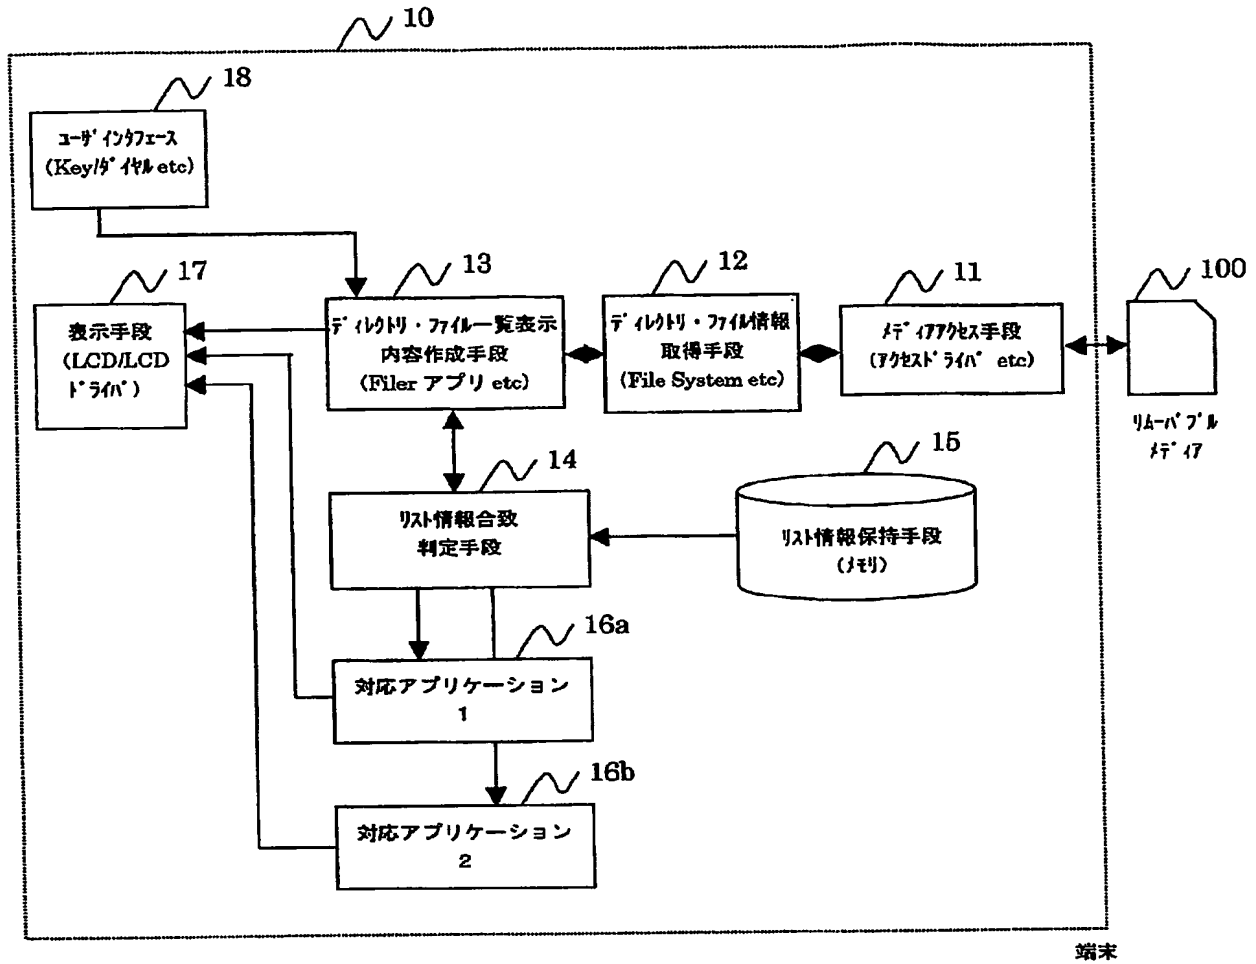 10
18
ﾕｰｻﾞｲﾝﾀﾌｪｰｽ
(Key/ﾀﾞｲﾔﾙ etc)
17
表示手段
(LCD/LCD
ﾄﾞﾗｲﾊﾞ)
13
ディレクトリ・ファイル一覧表示
内容作成手段
(Filer アプリ etc)
12
ディレクトリ・ファイル情報
取得手段
(File System etc)
11
ﾒﾃﾞｨｱｱｸｾｽ手段
(ｱｸｾｽﾄﾞﾗｲﾊﾞ etc)
100
ﾘﾑｰﾊﾞﾌﾞﾙ
ﾒﾃﾞｨｱ
14
ﾘｽﾄ情報合致
判定手段
15
ﾘｽﾄ情報保持手段
(ﾒﾓﾘ)
16a
対応アプリケーション
1
16b
対応アプリケーション
2
端末